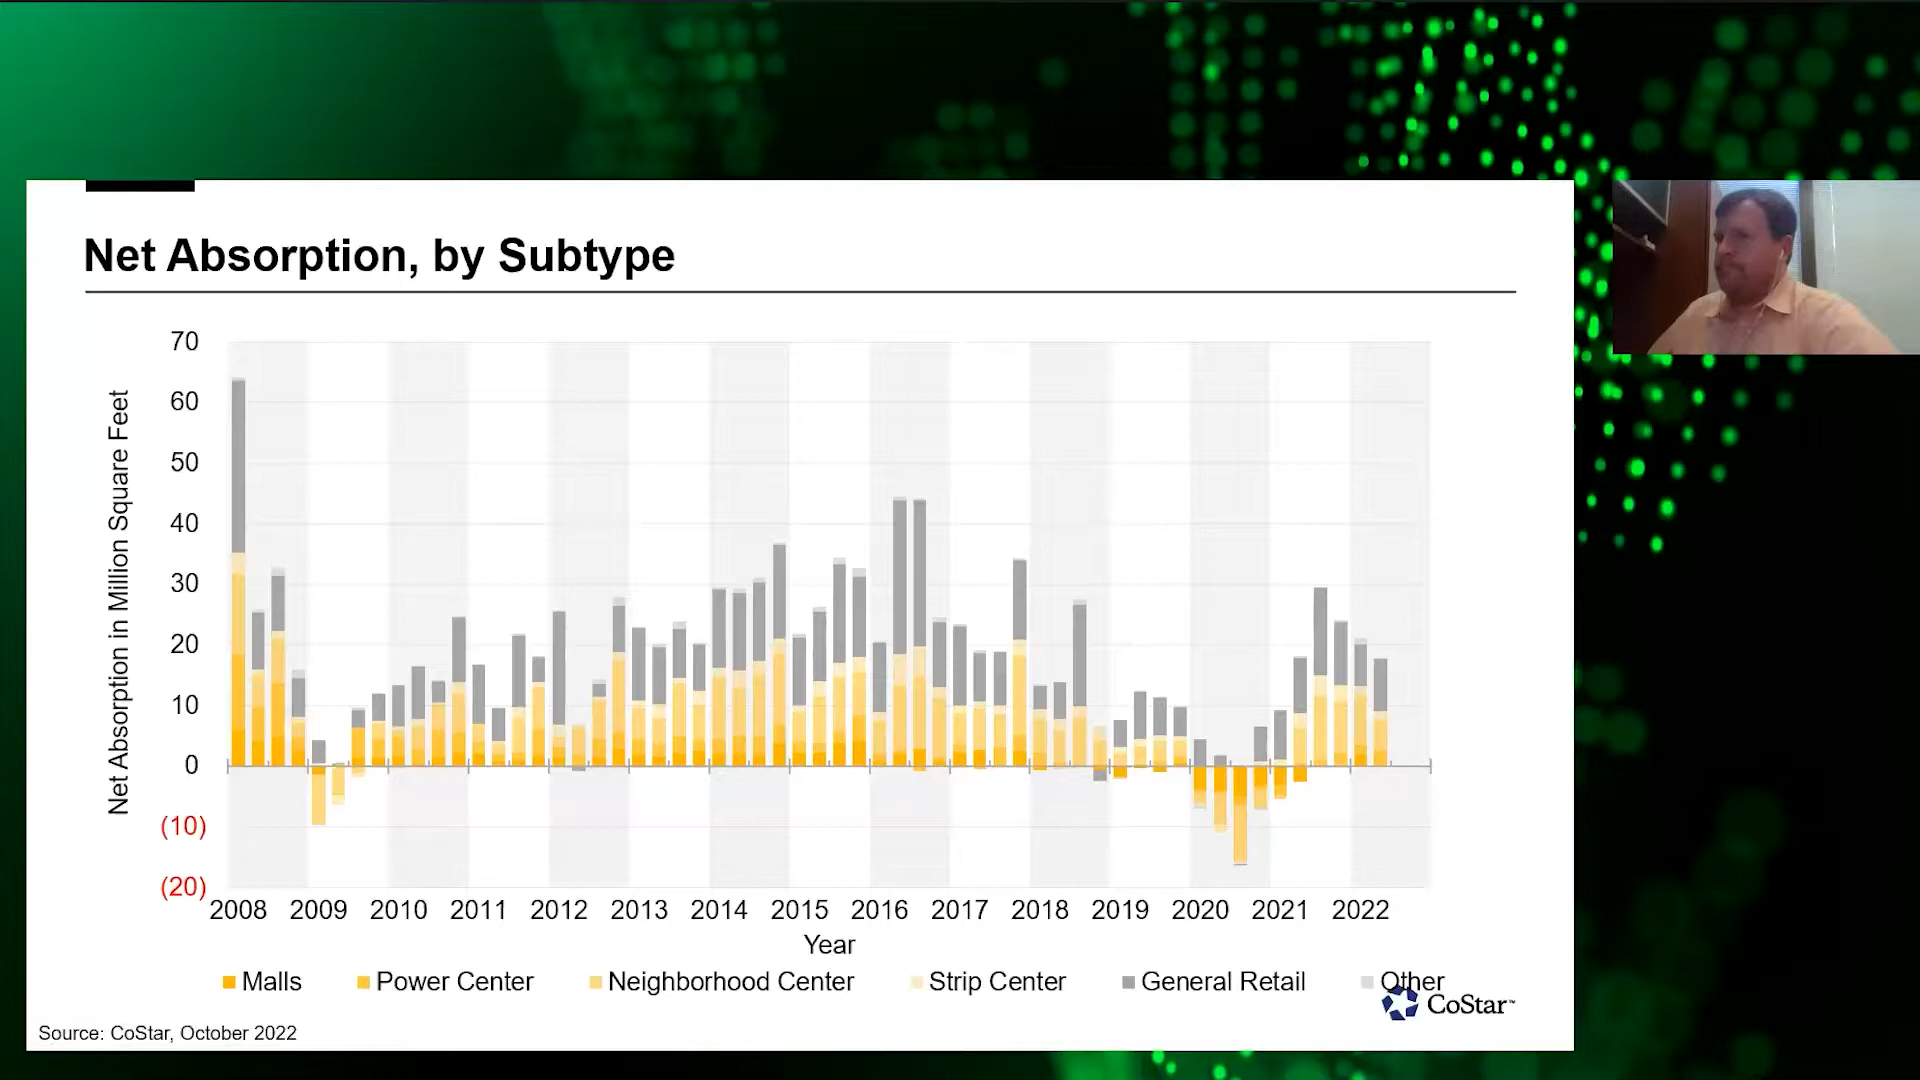 Net Absorption, by Subtype
Net Absorption in Million Square Feet
70
60
50
40
30
20
10
0
(10)
(20)
2008 2009 2010 2011 2012 2013 2014 2015 2016 2017 2018 2019 2020 2021 2022
Year
Malls Power Center Neighborhood Center Strip Center General Retail Other
CoStar™
Source: CoStar, October 2022